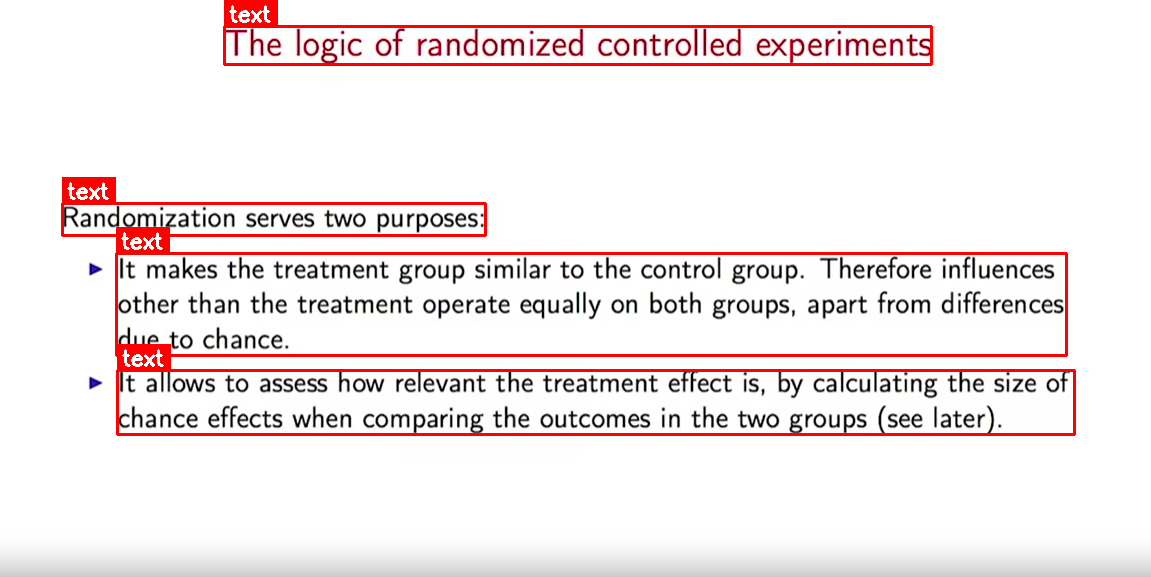 text
The logic of randomized controlled experiments
text
Randomization serves two purposes:
text
It makes the treatment group similar to the control group. Therefore influences
other than the treatment operate equally on both groups, apart from differences
due to chance.
text
It allows to assess how relevant the treatment effect is, by calculating the size of
chance effects when comparing the outcomes in the two groups (see later).